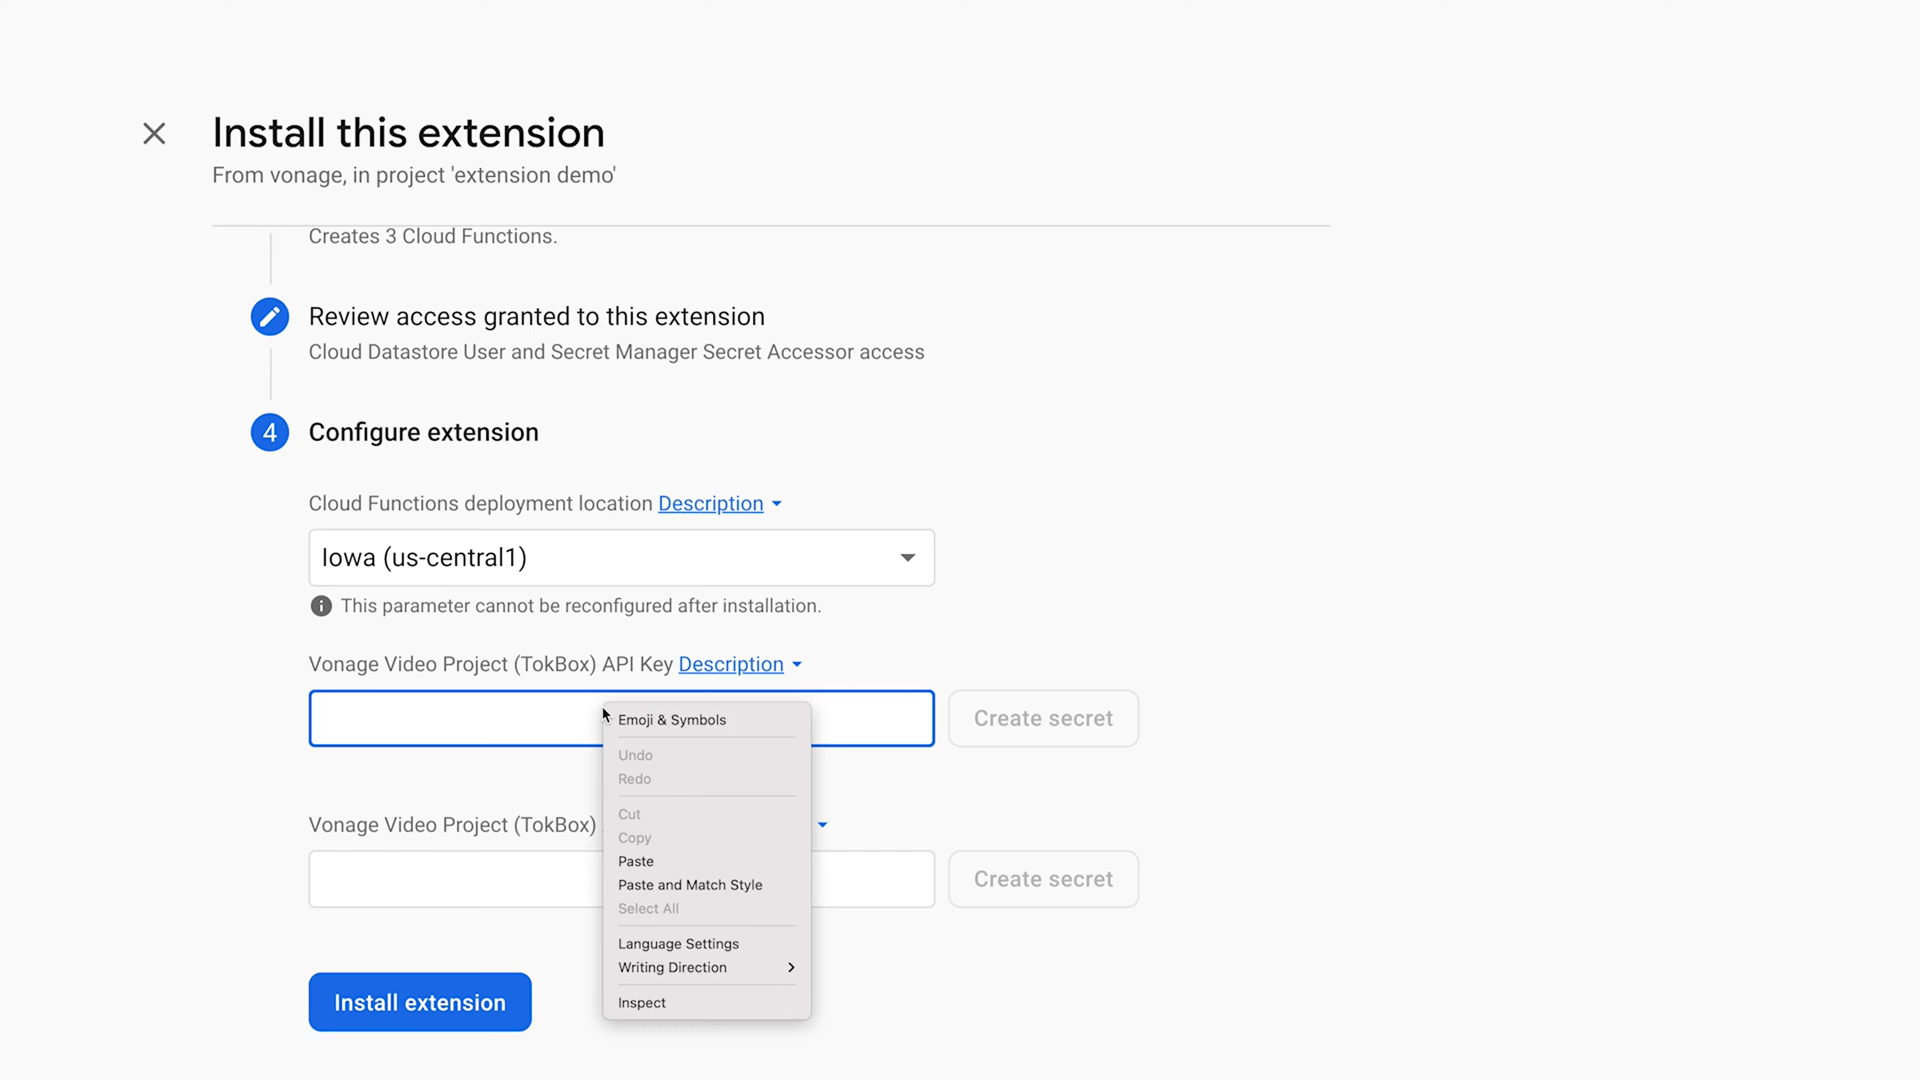 Install this extension
From vonage, in project 'extension demo'
Creates 3 Cloud Functions.
Review access granted to this extension
Cloud Datastore User and Secret Manager Secret Accessor access
4 Configure extension
Cloud Functions deployment location Description
Iowa (us-central1)
This parameter cannot be reconfigured after installation.
Vonage Video Project (TokBox) API Key Description
Create secret
Emoji & Symbols
Undo
Redo
Cut
Copy
Paste
Paste and Match Style
Select All
Language Settings
Writing Direction
Inspect
Vonage Video Project (TokBox)
Create secret
Install extension